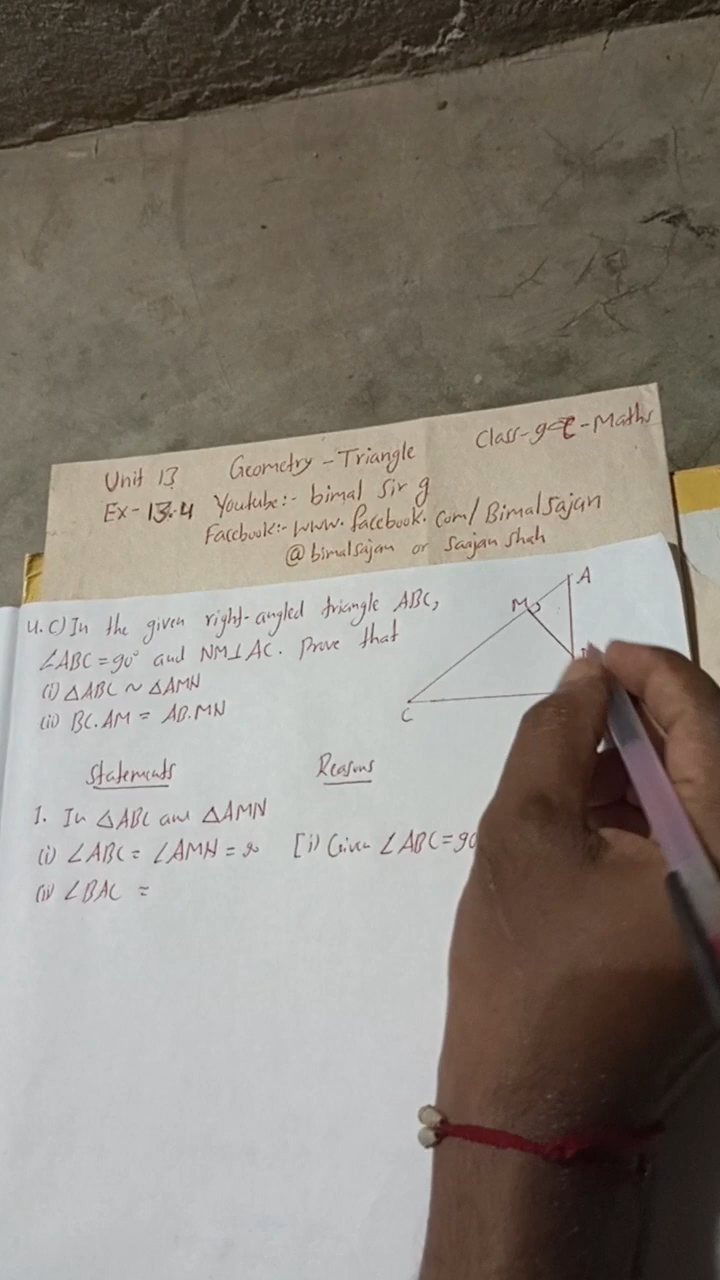 Unit 13 Geometry - Triangle Class-9 - Maths
Ex - 13.4 Youtube:- bimal Sir g
Facebook:- www.facebook.com/Bimalsajan
@bimalsajan or Saajan Shah
4.c) In the given right-angled triangle ABC,
∠ABC = 90° and NM⊥AC. Prove that
(i) △ABC ~ △AMN
(ii) BC.AM = AB.MN
A
M
C
Statements Reasons
1. In △ABC and △AMN
(i) ∠ABC = ∠AMN = 90 [i) Given ∠ABC=90
(ii) ∠BAC =